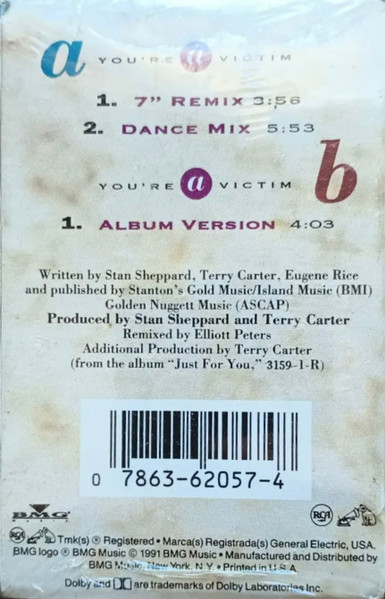 a YOU'RE a VICTIM
1. 7" REMIX 3:56
2. DANCE MIX 5:53
YOU'RE a VICTIM b
1. ALBUM VERSION 4:03
Written by Stan Sheppard, Terry Carter, Eugene Rice
and published by Stanton's Gold Music/Island Music (BMI)
Golden Nuggett Music (ASCAP)
Produced by Stan Sheppard and Terry Carter
Remixed by Elliott Peters
Additional Production by Terry Carter
(from the album "Just For You," 3159-1-R)
0 7863-62057-4
BMG
RCA
RCA Tmk(s) ® Registered • Marca(s) Registrada(s) General Electric, USA.
BMG logo ® BMG Music © 1991 BMG Music • Manufactured and Distributed by
BMG Music, New York, N.Y. • Printed in U.S.A.
Dolby and DD are trademarks of Dolby Laboratories Inc.